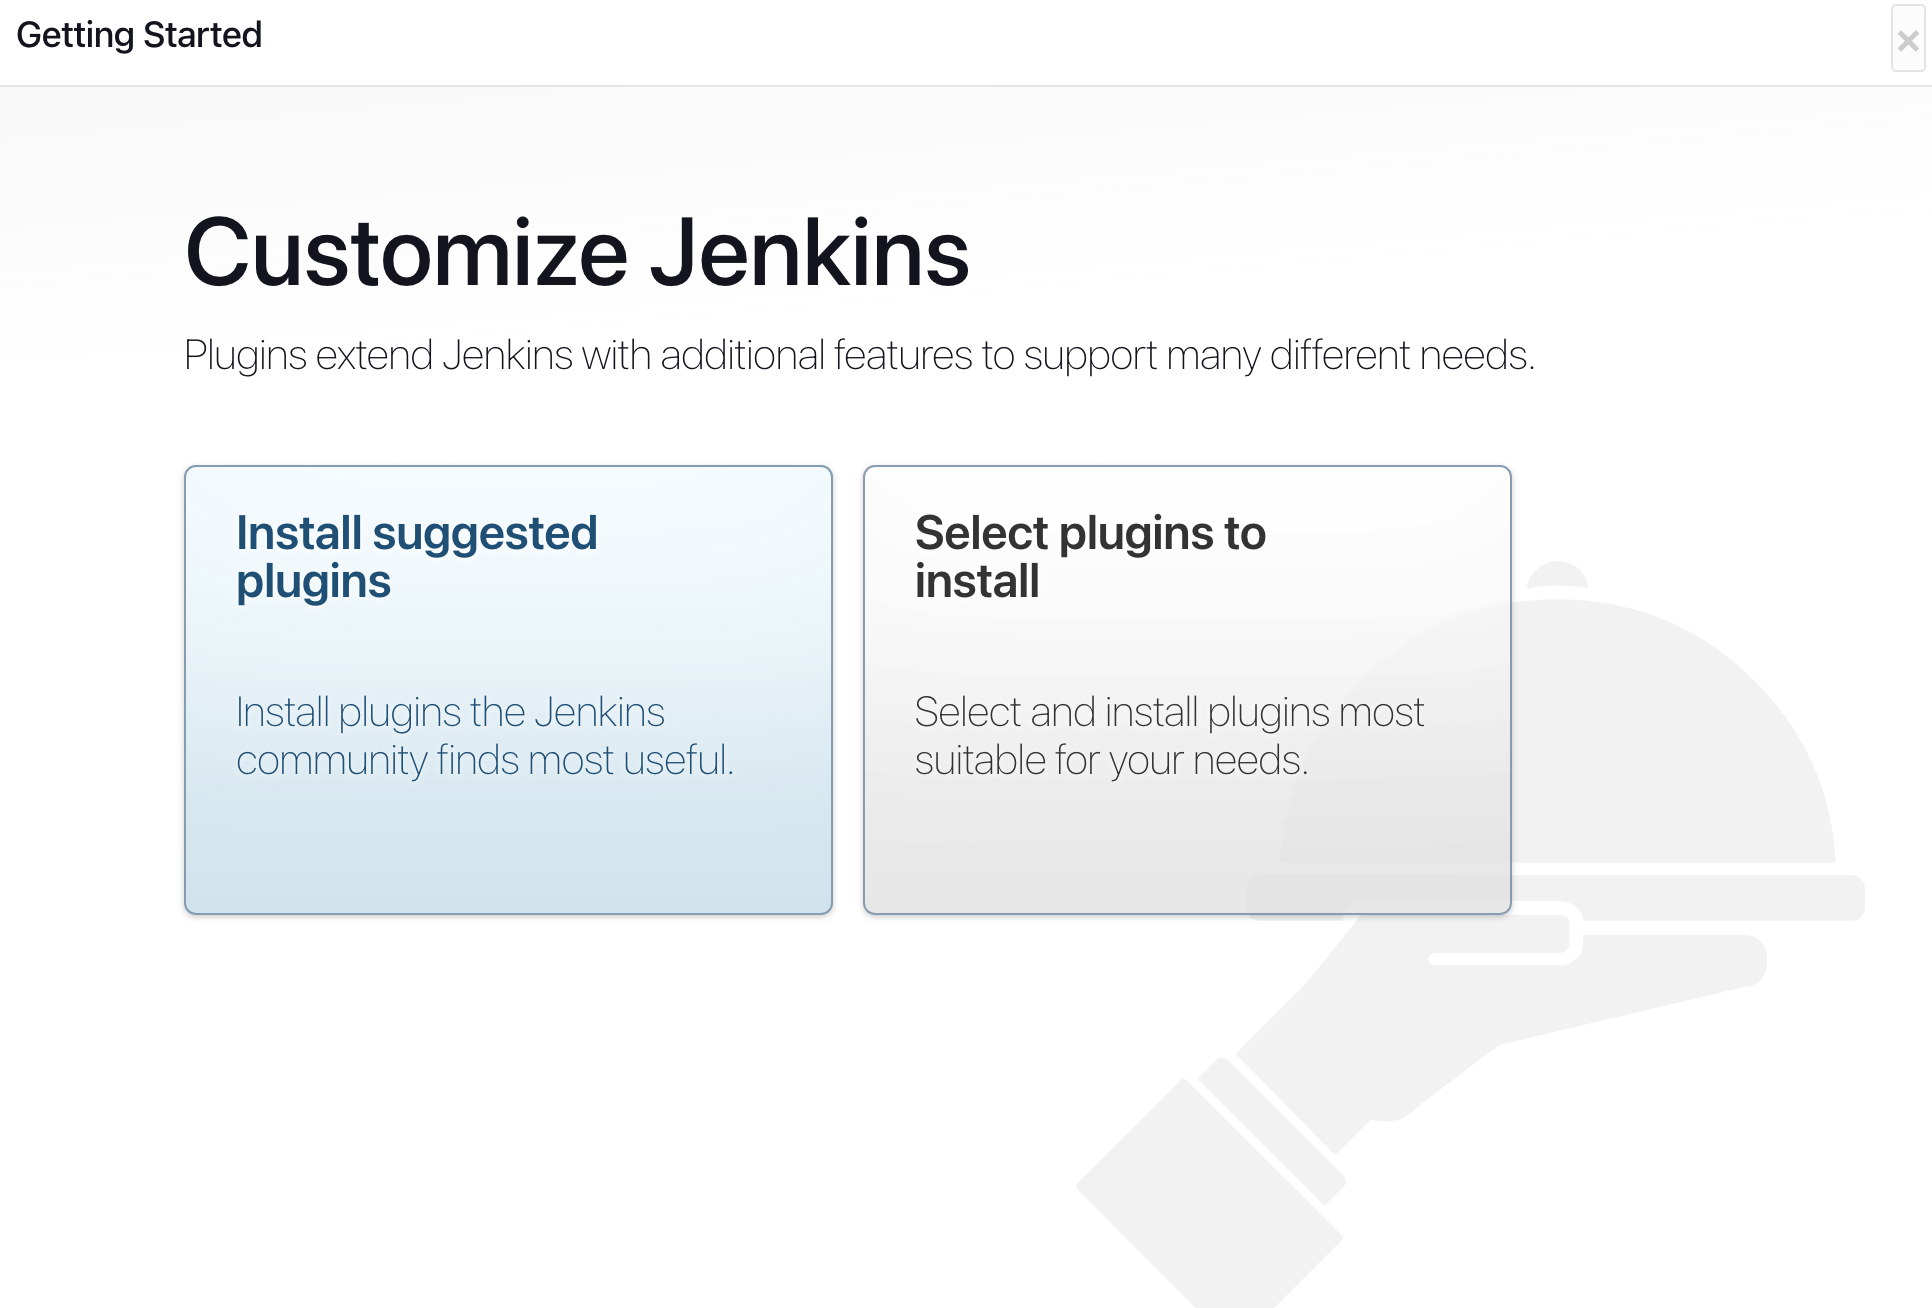 Getting Started
×
Customize Jenkins
Plugins extend Jenkins with additional features to support many different needs.
Install suggested
plugins
Install plugins the Jenkins
community finds most useful.
Select plugins to
install
Select and install plugins most
suitable for your needs.